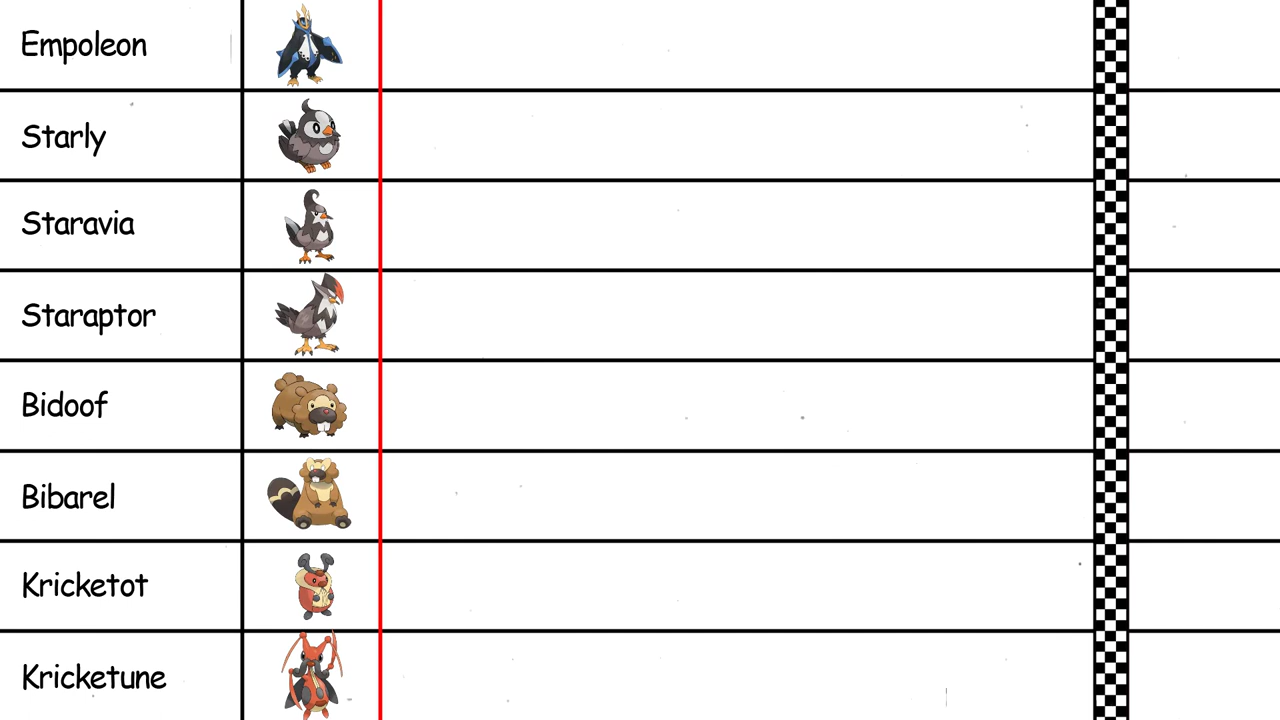 Empoleon
Starly
Staravia
Staraptor
Bidoof
Bibarel
Kricketot
Kricketune